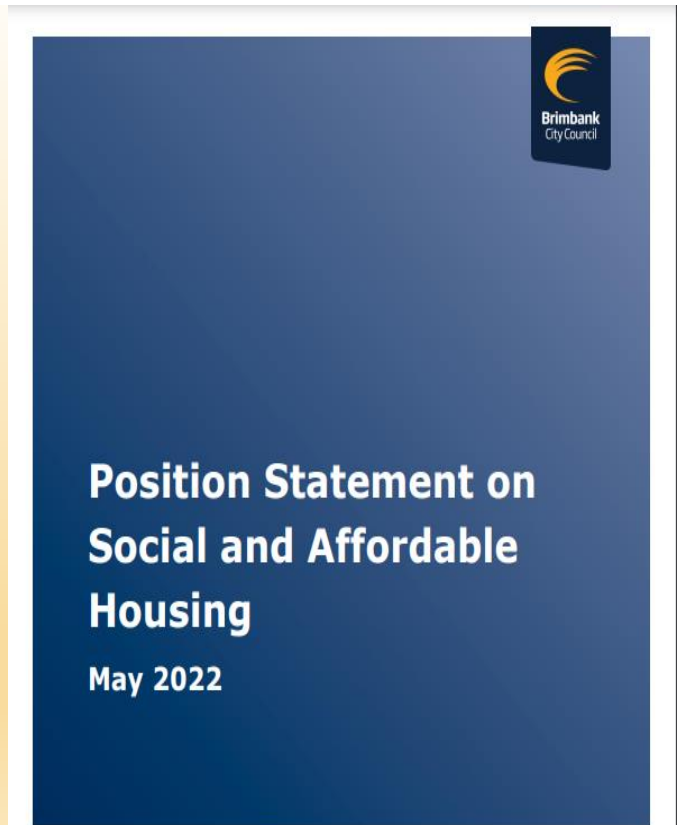 Brimbank
City Council
Position Statement on
Social and Affordable
Housing
May 2022